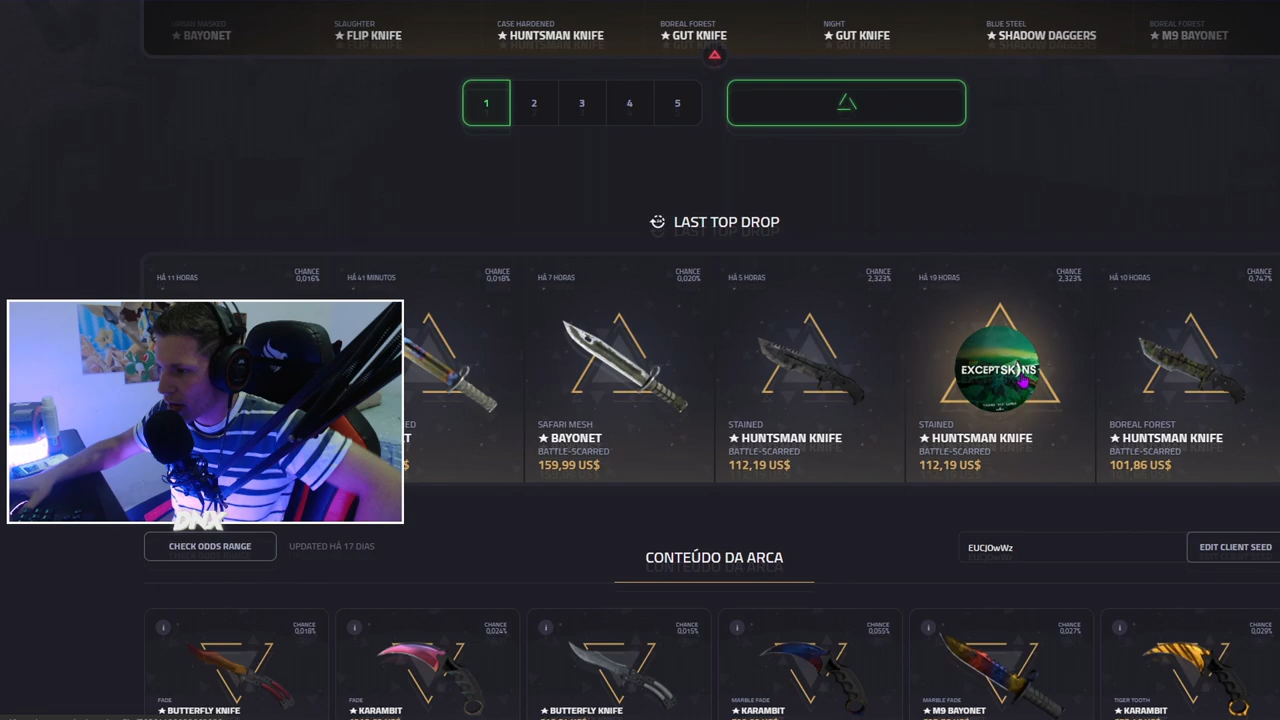 URBAN MASKED
★ BAYONET
SLAUGHTER
★ FLIP KNIFE
CASE HARDENED
★ HUNTSMAN KNIFE
BOREAL FOREST
★ GUT KNIFE
NIGHT
★ GUT KNIFE
BLUE STEEL
★ SHADOW DAGGERS
BOREAL FOREST
★ M9 BAYONET
1
2
3
4
5
LAST TOP DROP
HÁ 11 HORAS
CHANCE
0,016%
HÁ 41 MINUTOS
CHANCE
0,018%
HÁ 7 HORAS
CHANCE
0,020%
SAFARI MESH
★ BAYONET
BATTLE-SCARRED
159,99 US$
HÁ 5 HORAS
CHANCE
2,323%
STAINED
★ HUNTSMAN KNIFE
BATTLE-SCARRED
112,19 US$
HÁ 19 HORAS
CHANCE
2,323%
EXCEPTSKINS
STAINED
★ HUNTSMAN KNIFE
BATTLE-SCARRED
112,19 US$
HÁ 10 HORAS
CHANCE
0,747%
BOREAL FOREST
★ HUNTSMAN KNIFE
BATTLE-SCARRED
101,86 US$
DNX
CHECK ODDS RANGE
UPDATED HÁ 17 DIAS
CONTEÚDO DA ARCA
EUCJOwWz
EDIT CLIENT SEED
CHANCE
0,018%
FADE
★ BUTTERFLY KNIFE
CHANCE
0,024%
FADE
★ KARAMBIT
CHANCE
0,015%
★ BUTTERFLY KNIFE
CHANCE
0,055%
MARBLE FADE
★ KARAMBIT
CHANCE
0,027%
MARBLE FADE
★ M9 BAYONET
CHANCE
0,029%
TIGER TOOTH
★ KARAMBIT